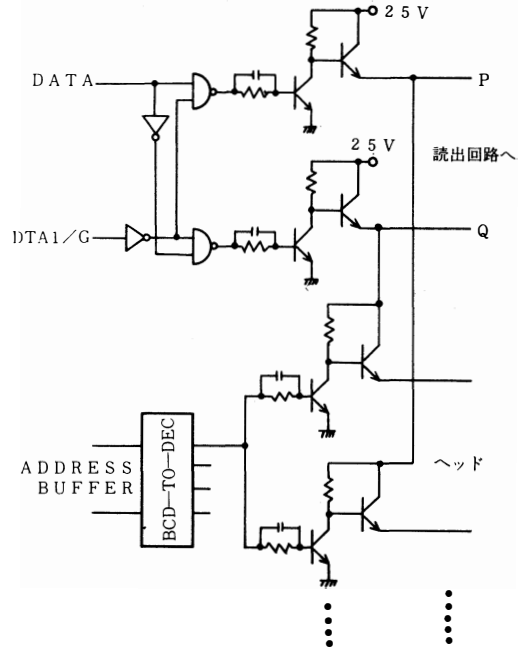 25V
DATA
P
読出回路へ
25V
DTA1/G
Q
ADDRESS
BUFFER
BCD—TO—DEC
ヘッド